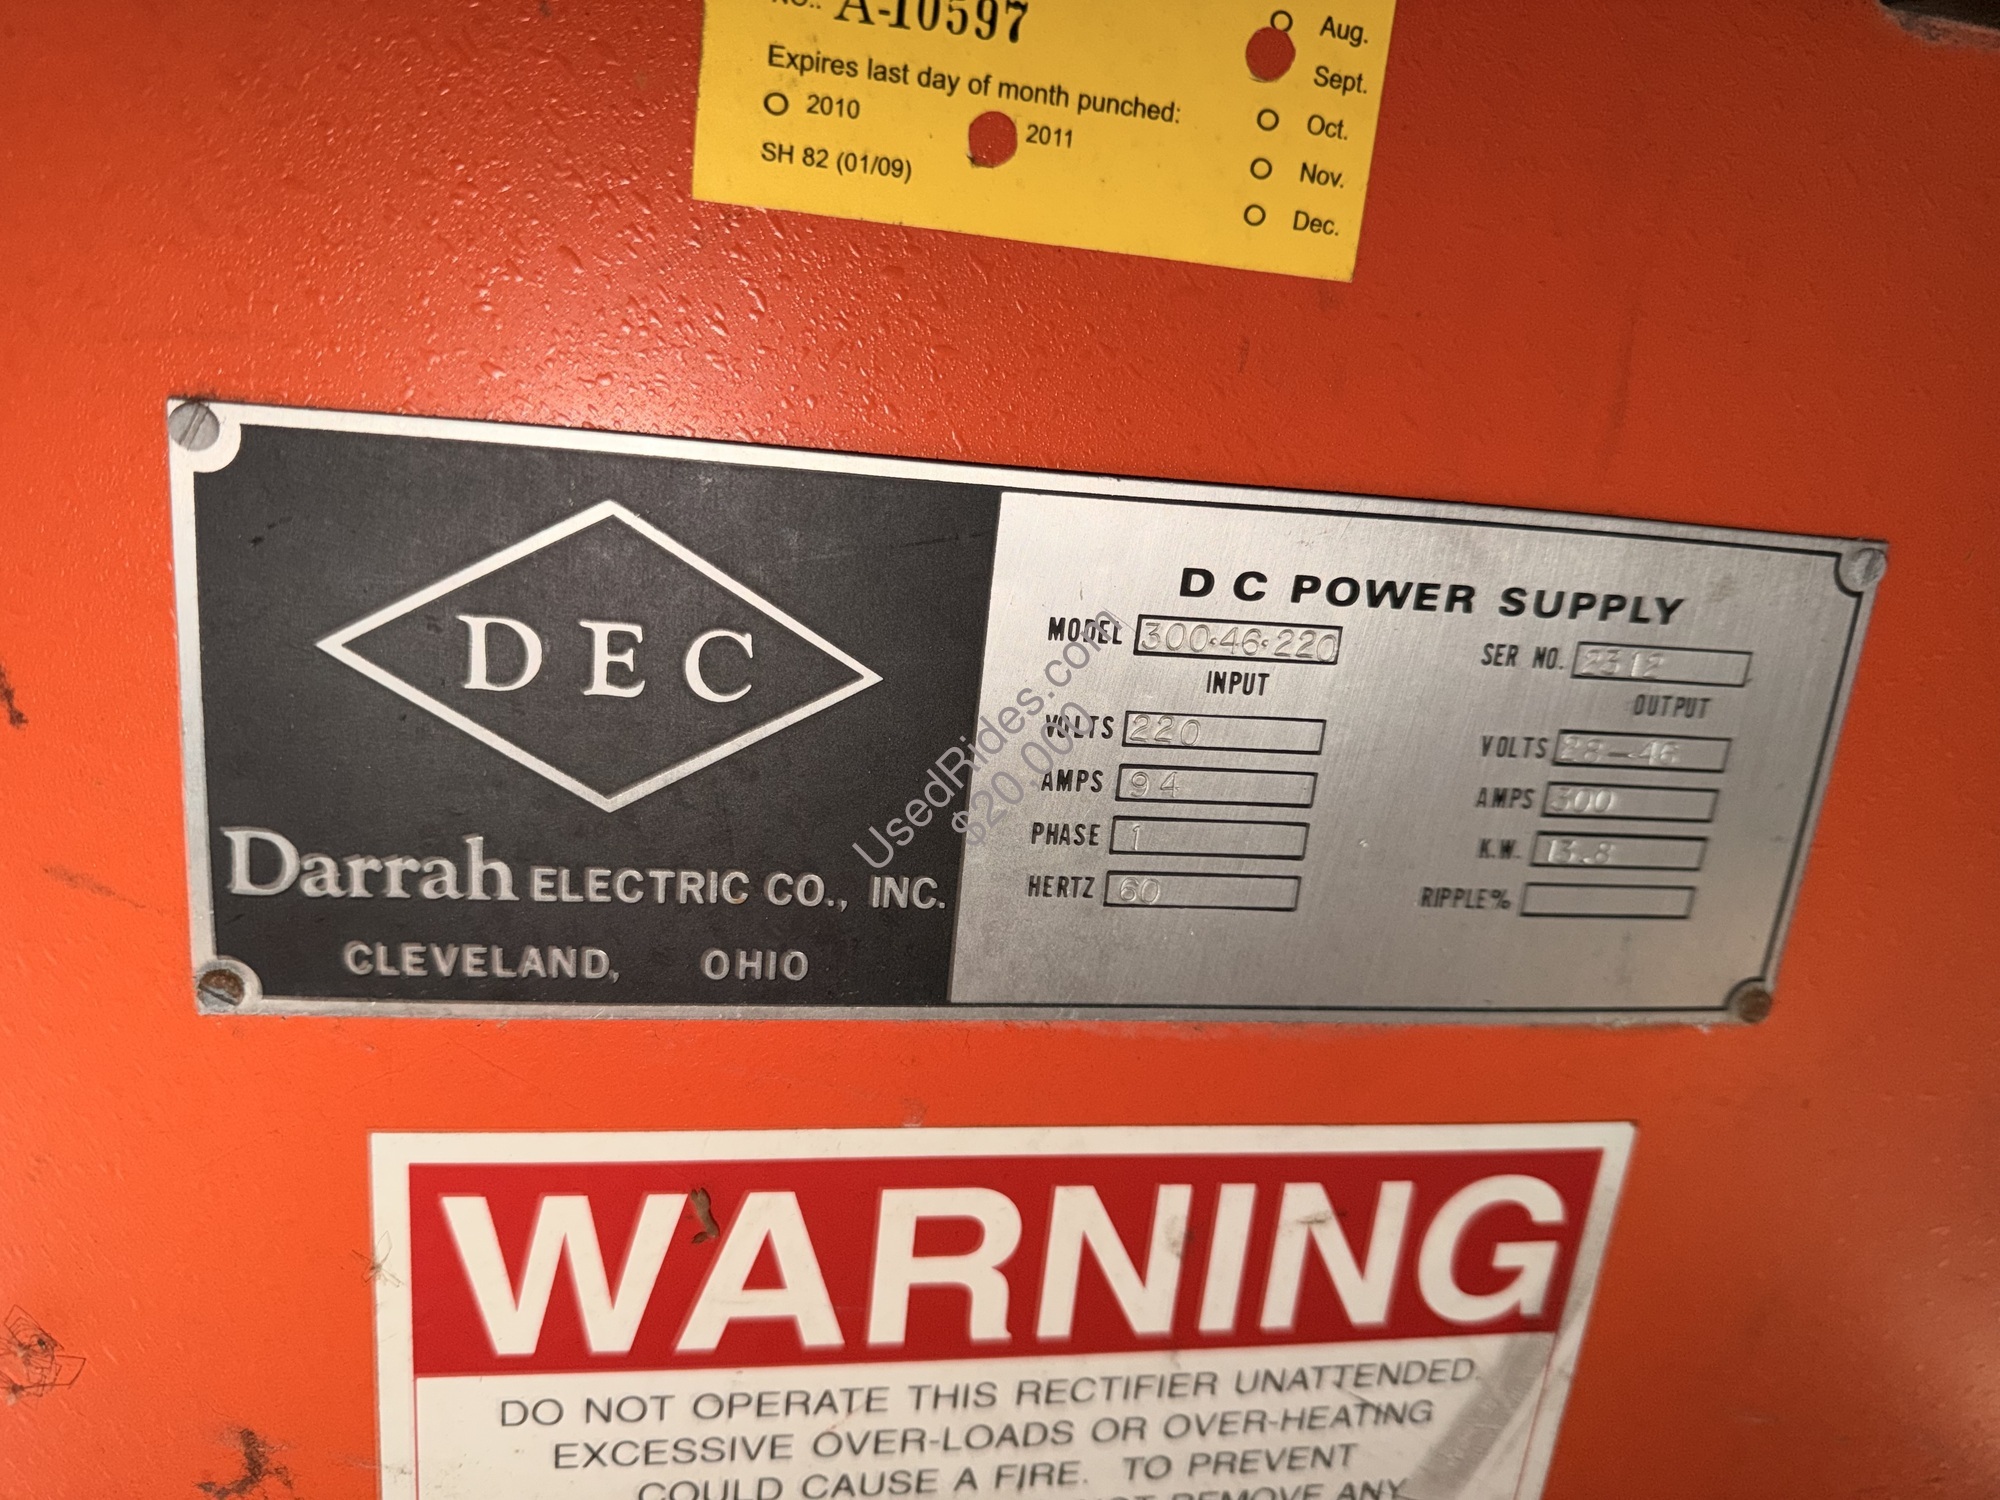 NO.: A-10597
Aug.
Expires last day of month punched:
Sept.
2010
2011
Oct.
SH 82 (01/09)
Nov.
Dec.
DEC
Darrah ELECTRIC CO., INC.
CLEVELAND, OHIO
D C POWER SUPPLY
MODEL 300-46-220
SER NO. 2312
INPUT
OUTPUT
VOLTS 220
VOLTS 28-46
AMPS 94
AMPS 300
PHASE 1
K.W. 13.8
HERTZ 60
RIPPLE%
UsedRides.com
$20,000
WARNING
DO NOT OPERATE THIS RECTIFIER UNATTENDED.
EXCESSIVE OVER-LOADS OR OVER-HEATING
COULD CAUSE A FIRE. TO PREVENT
REMOVE ANY